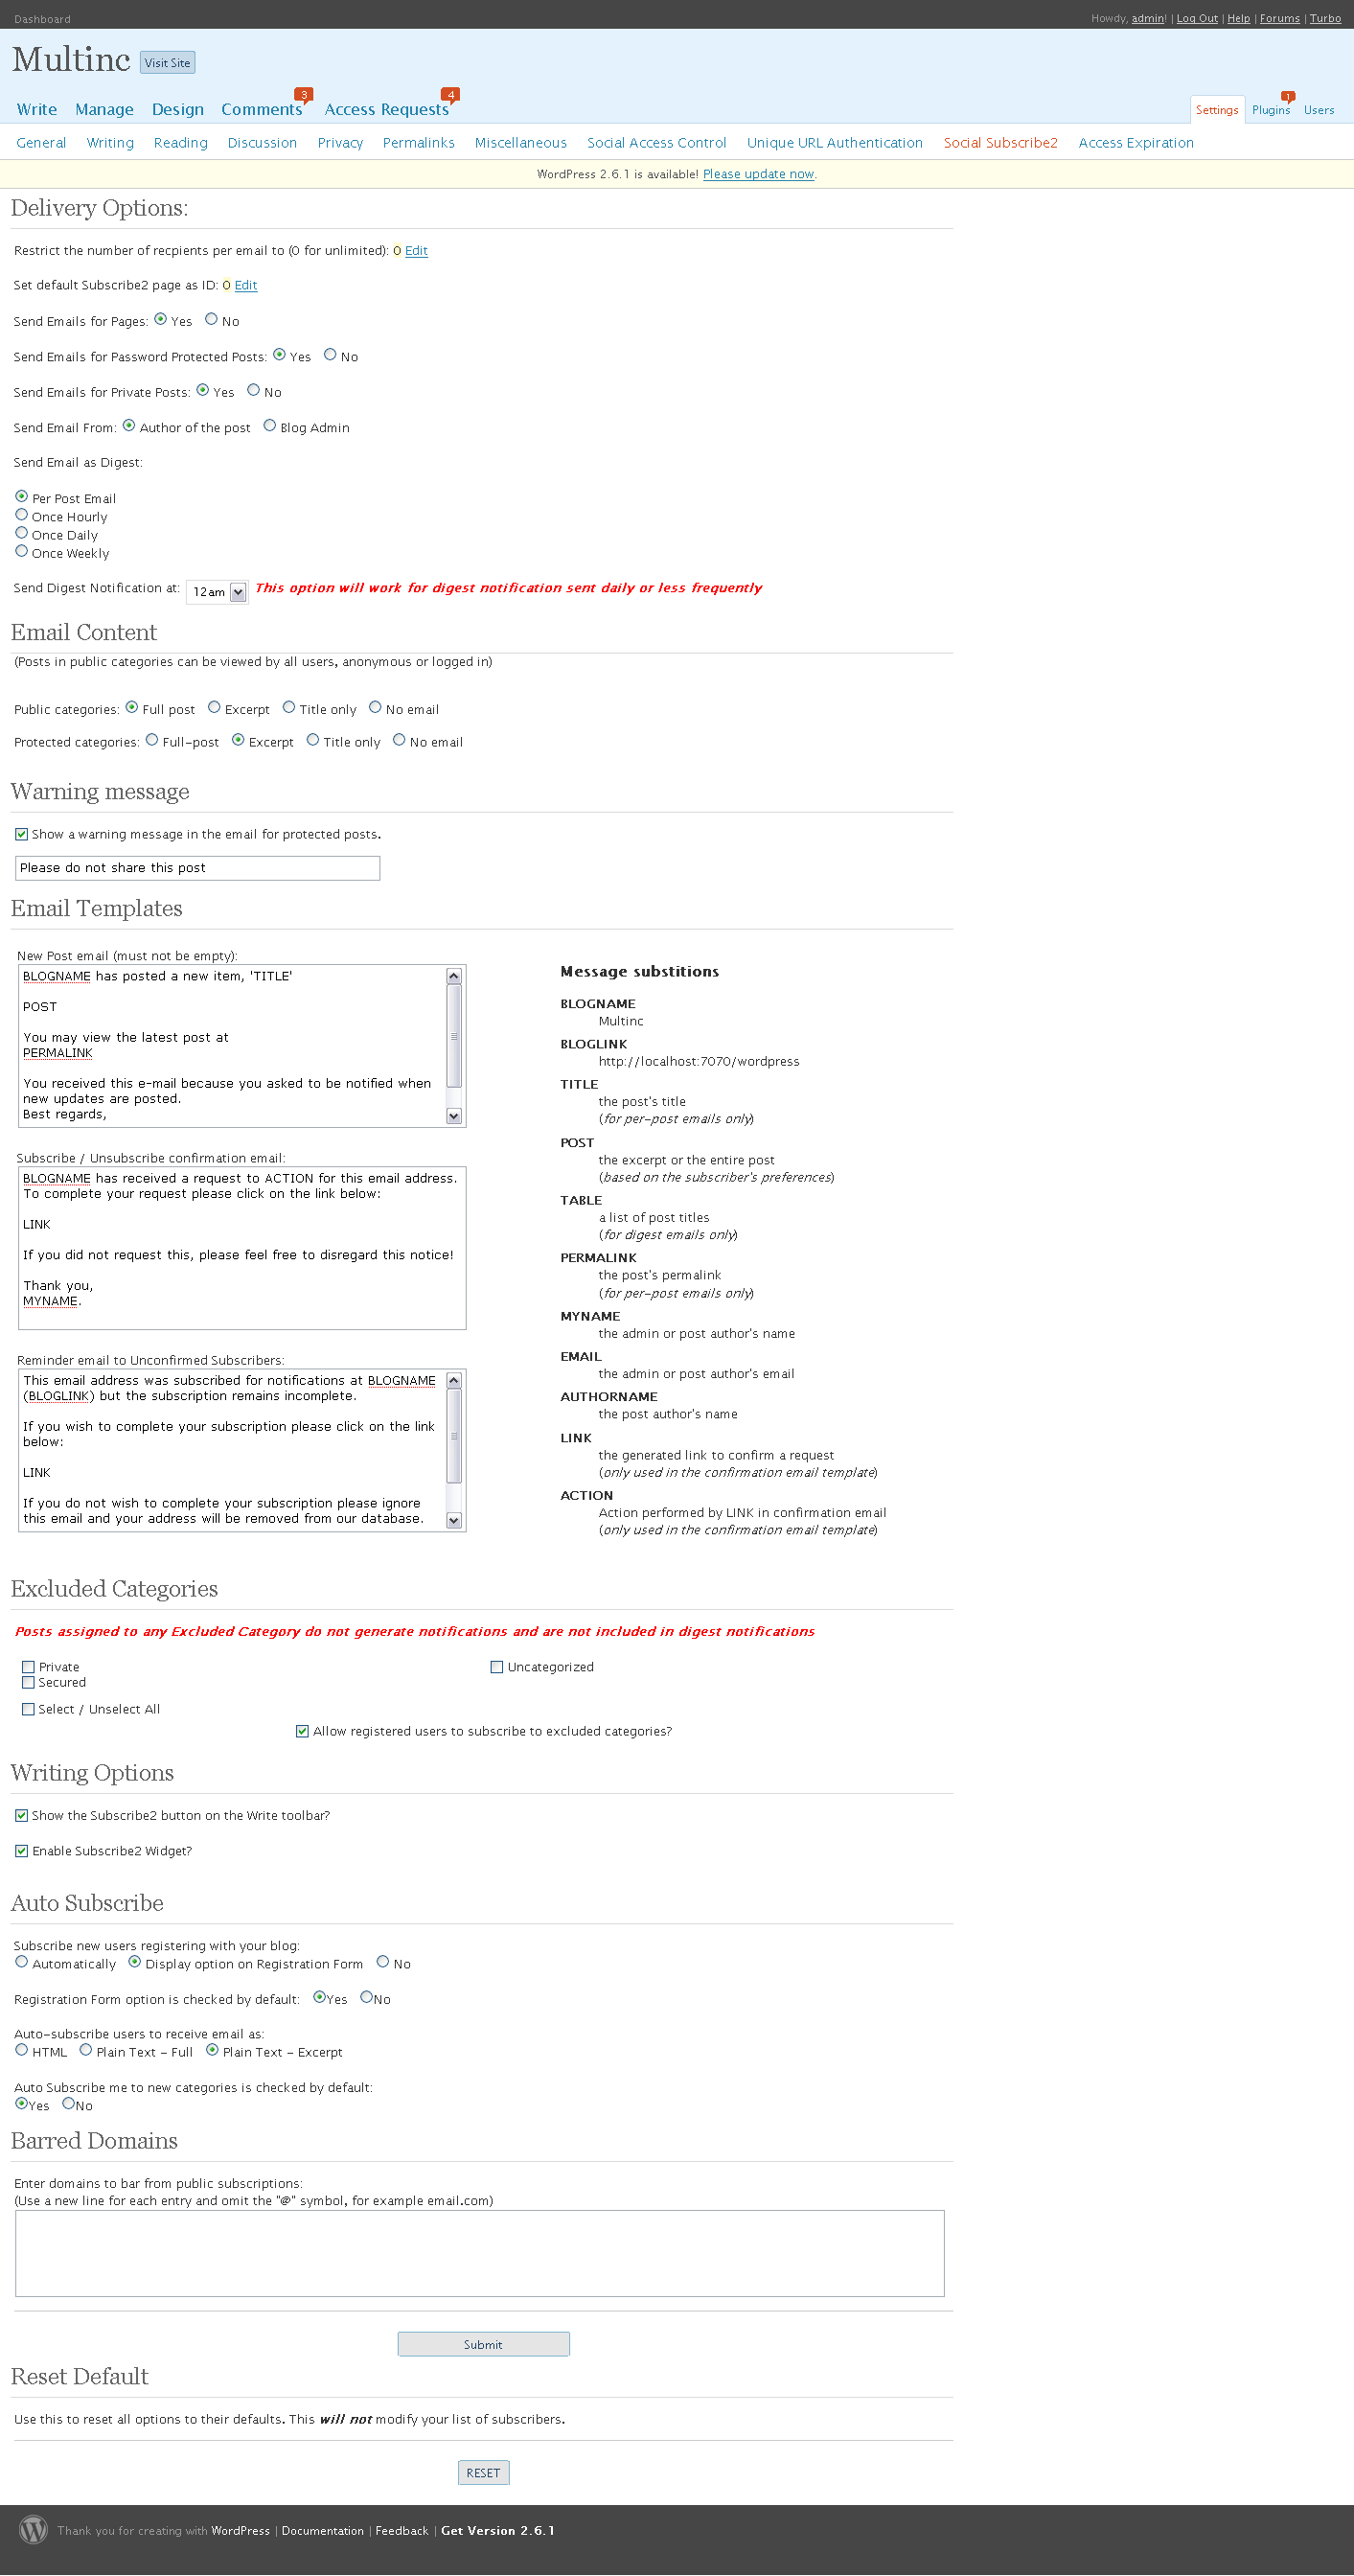 Dashboard
Howdy, admin! | Log Out | Help | Forums | Turbo
Multinc Visit Site
Write Manage Design Comments 3 Access Requests 4 Settings Plugins 1 Users
General Writing Reading Discussion Privacy Permalinks Miscellaneous Social Access Control Unique URL Authentication Social Subscribe2 Access Expiration
WordPress 2.6.1 is available! Please update now.
Delivery Options:
Restrict the number of recpients per email to (0 for unlimited): 0 Edit
Set default Subscribe2 page as ID: 0 Edit
Send Emails for Pages: Yes No
Send Emails for Password Protected Posts: Yes No
Send Emails for Private Posts: Yes No
Send Email From: Author of the post Blog Admin
Send Email as Digest:
Per Post Email
Once Hourly
Once Daily
Once Weekly
Send Digest Notification at: 12am This option will work for digest notification sent daily or less frequently
Email Content
(Posts in public categories can be viewed by all users, anonymous or logged in)
Public categories: Full post Excerpt Title only No email
Protected categories: Full-post Excerpt Title only No email
Warning message
Show a warning message in the email for protected posts.
Please do not share this post
Email Templates
New Post email (must not be empty):
BLOGNAME has posted a new item, 'TITLE'
POST
You may view the latest post at
PERMALINK
You received this e-mail because you asked to be notified when
new updates are posted.
Best regards,
Subscribe / Unsubscribe confirmation email:
BLOGNAME has received a request to ACTION for this email address.
To complete your request please click on the link below:
LINK
If you did not request this, please feel free to disregard this notice!
Thank you,
MYNAME.
Reminder email to Unconfirmed Subscribers:
This email address was subscribed for notifications at BLOGNAME
(BLOGLINK) but the subscription remains incomplete.
If you wish to complete your subscription please click on the link
below:
LINK
If you do not wish to complete your subscription please ignore
this email and your address will be removed from our database.
Message substitions
BLOGNAME
Multinc
BLOGLINK
http://localhost:7070/wordpress
TITLE
the post's title
(for per-post emails only)
POST
the excerpt or the entire post
(based on the subscriber's preferences)
TABLE
a list of post titles
(for digest emails only)
PERMALINK
the post's permalink
(for per-post emails only)
MYNAME
the admin or post author's name
EMAIL
the admin or post author's email
AUTHORNAME
the post author's name
LINK
the generated link to confirm a request
(only used in the confirmation email template)
ACTION
Action performed by LINK in confirmation email
(only used in the confirmation email template)
Excluded Categories
Posts assigned to any Excluded Category do not generate notifications and are not included in digest notifications
Private Uncategorized
Secured
Select / Unselect All
Allow registered users to subscribe to excluded categories?
Writing Options
Show the Subscribe2 button on the Write toolbar?
Enable Subscribe2 Widget?
Auto Subscribe
Subscribe new users registering with your blog:
Automatically Display option on Registration Form No
Registration Form option is checked by default: Yes No
Auto-subscribe users to receive email as:
HTML Plain Text - Full Plain Text - Excerpt
Auto Subscribe me to new categories is checked by default:
Yes No
Barred Domains
Enter domains to bar from public subscriptions:
(Use a new line for each entry and omit the "@" symbol, for example email.com)
Submit
Reset Default
Use this to reset all options to their defaults. This will not modify your list of subscribers.
RESET
Thank you for creating with WordPress | Documentation | Feedback | Get Version 2.6.1